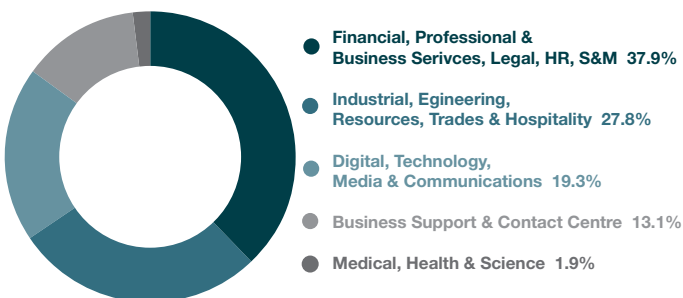 Financial, Professional &
Business Serivces, Legal, HR, S&M 37.9%
Industrial, Egineering,
Resources, Trades & Hospitality 27.8%
Digital, Technology,
Media & Communications 19.3%
Business Support & Contact Centre 13.1%
Medical, Health & Science 1.9%